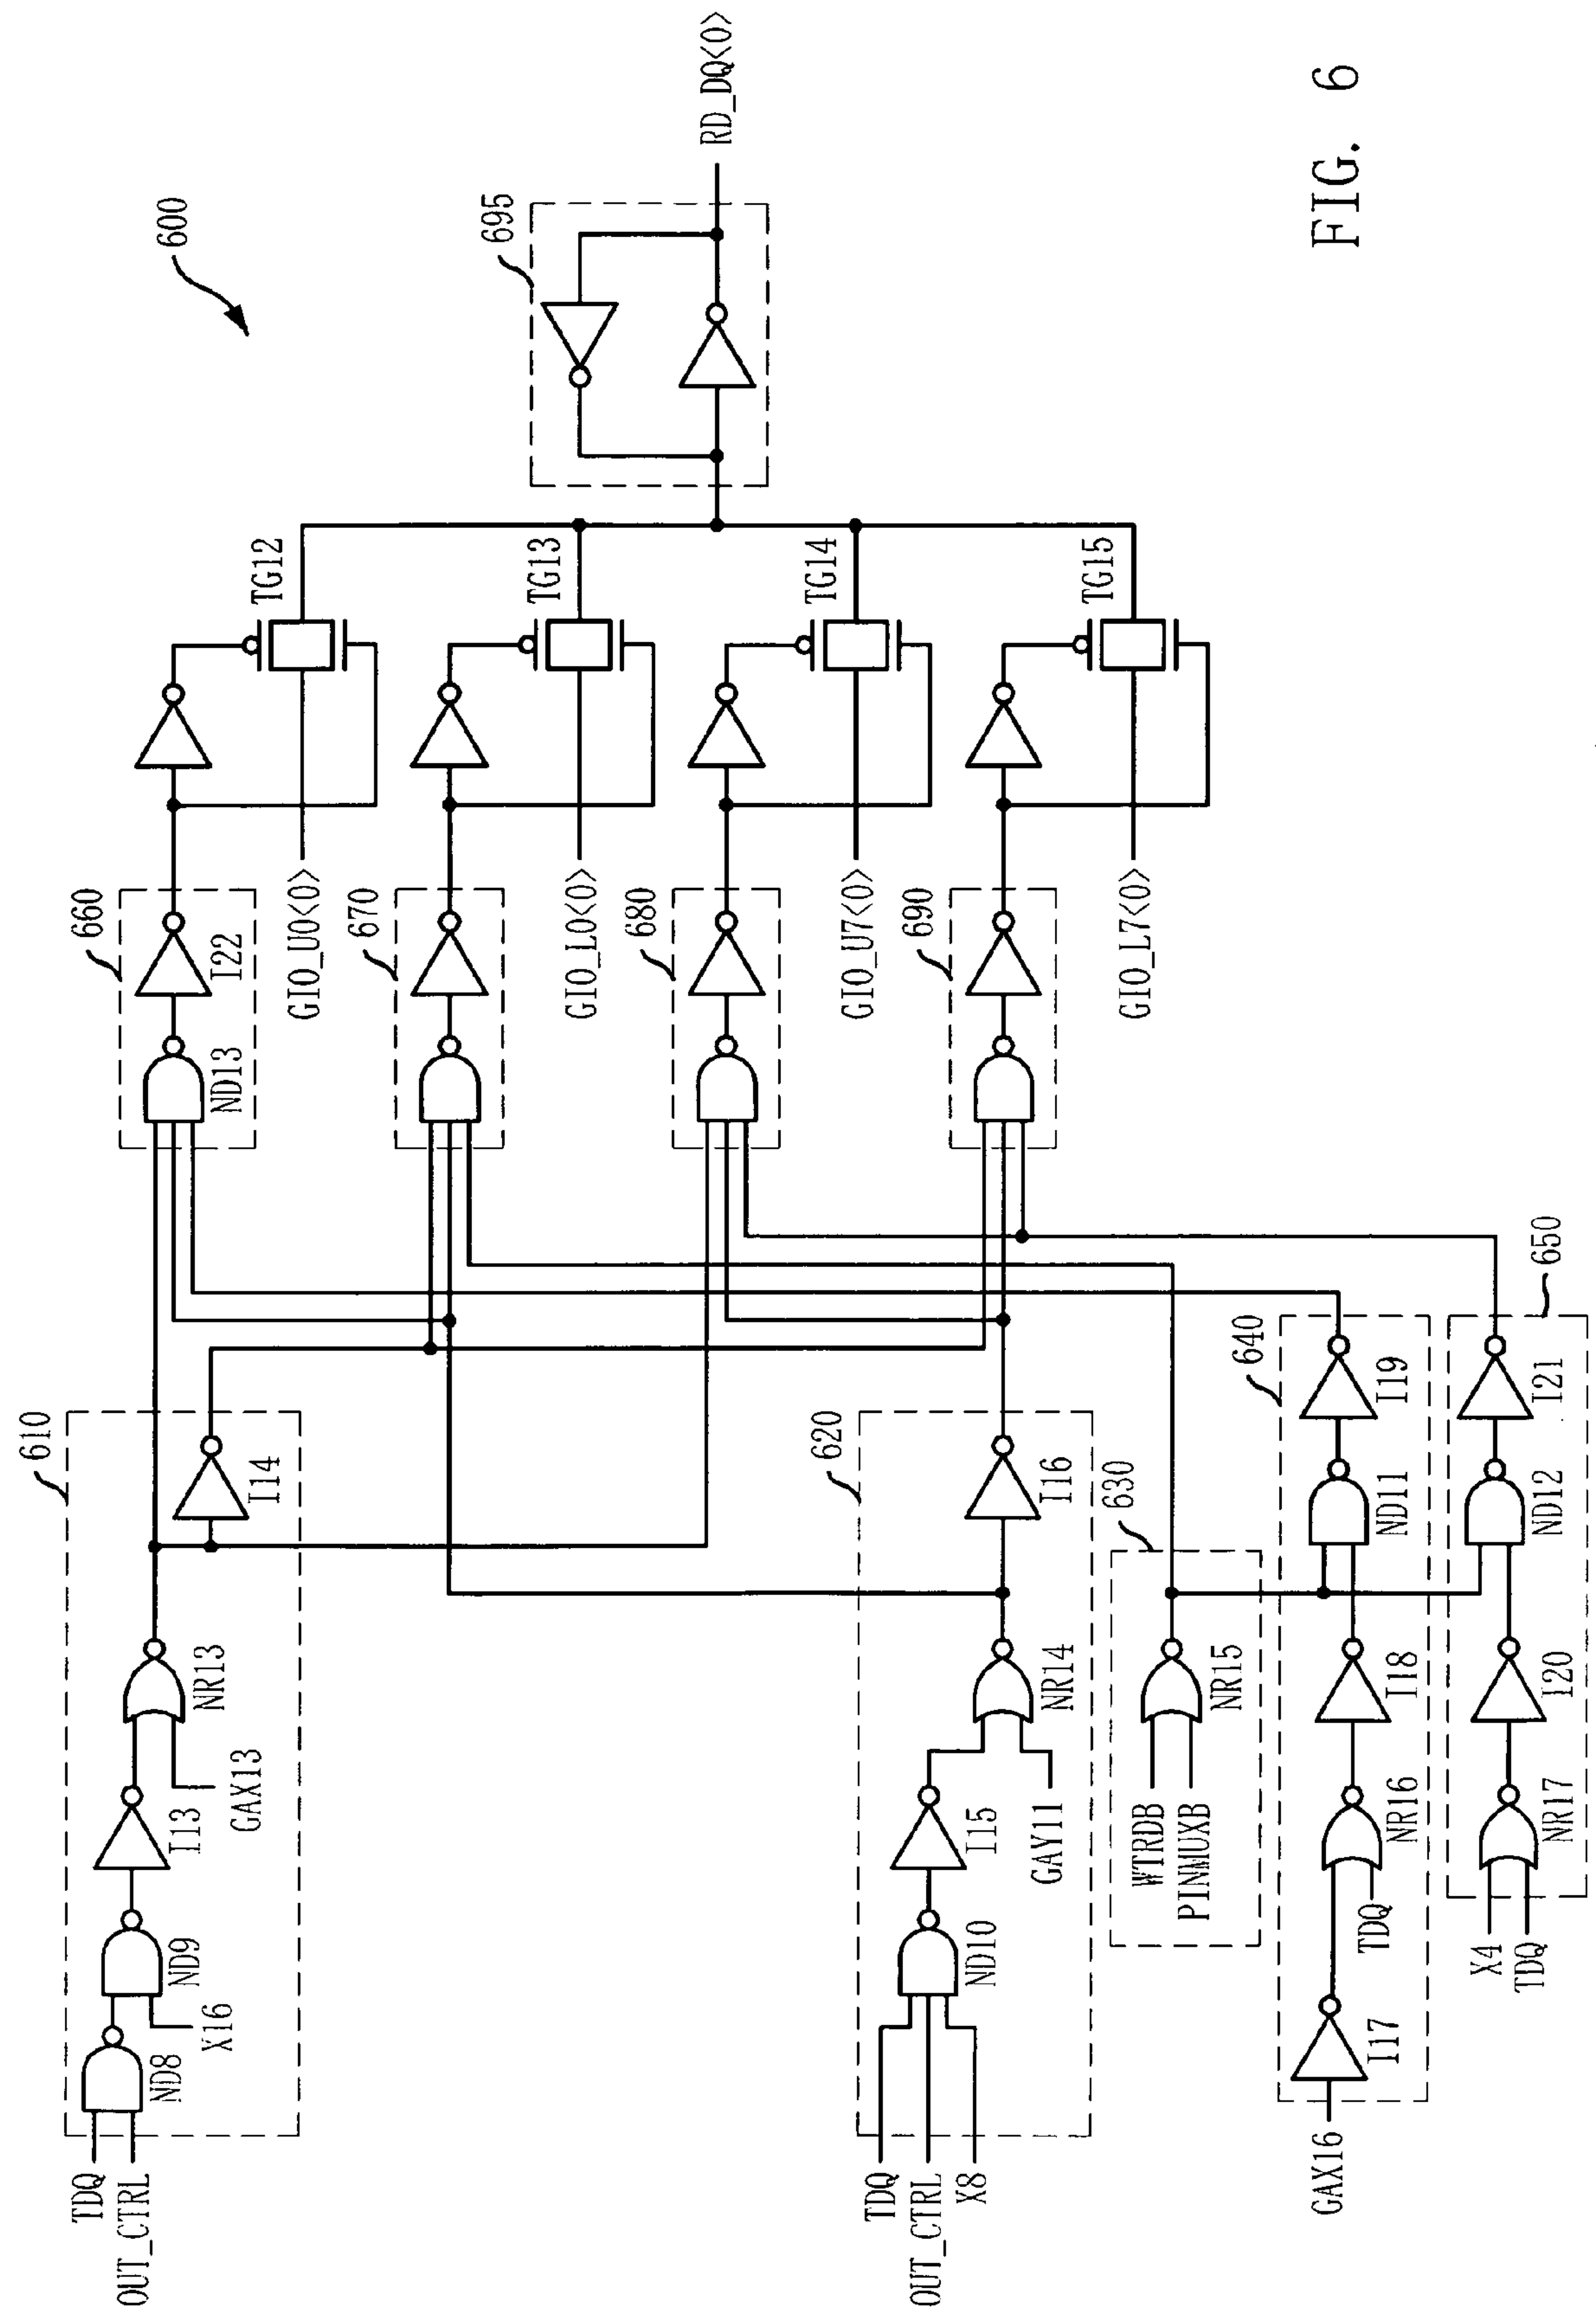 600
610
TDQ
OUT_CTRL
ND8
X16
ND9
I13
GAX13
NR13
I14
660
ND13
I22
GIO_U0<0>
TG12
670
GIO_L0<0>
TG13
680
GIO_U7<0>
TG14
690
GIO_L7<0>
TG15
695
RD_DQ<0>
620
TDQ
OUT_CTRL
X8
ND10
I15
GAY11
NR14
I16
630
WTRDB
PINMUXB
NR15
640
GAX16
I17
TDQ
NR16
I18
ND11
I19
650
X4
TDQ
NR17
I20
ND12
I21
FIG. 6